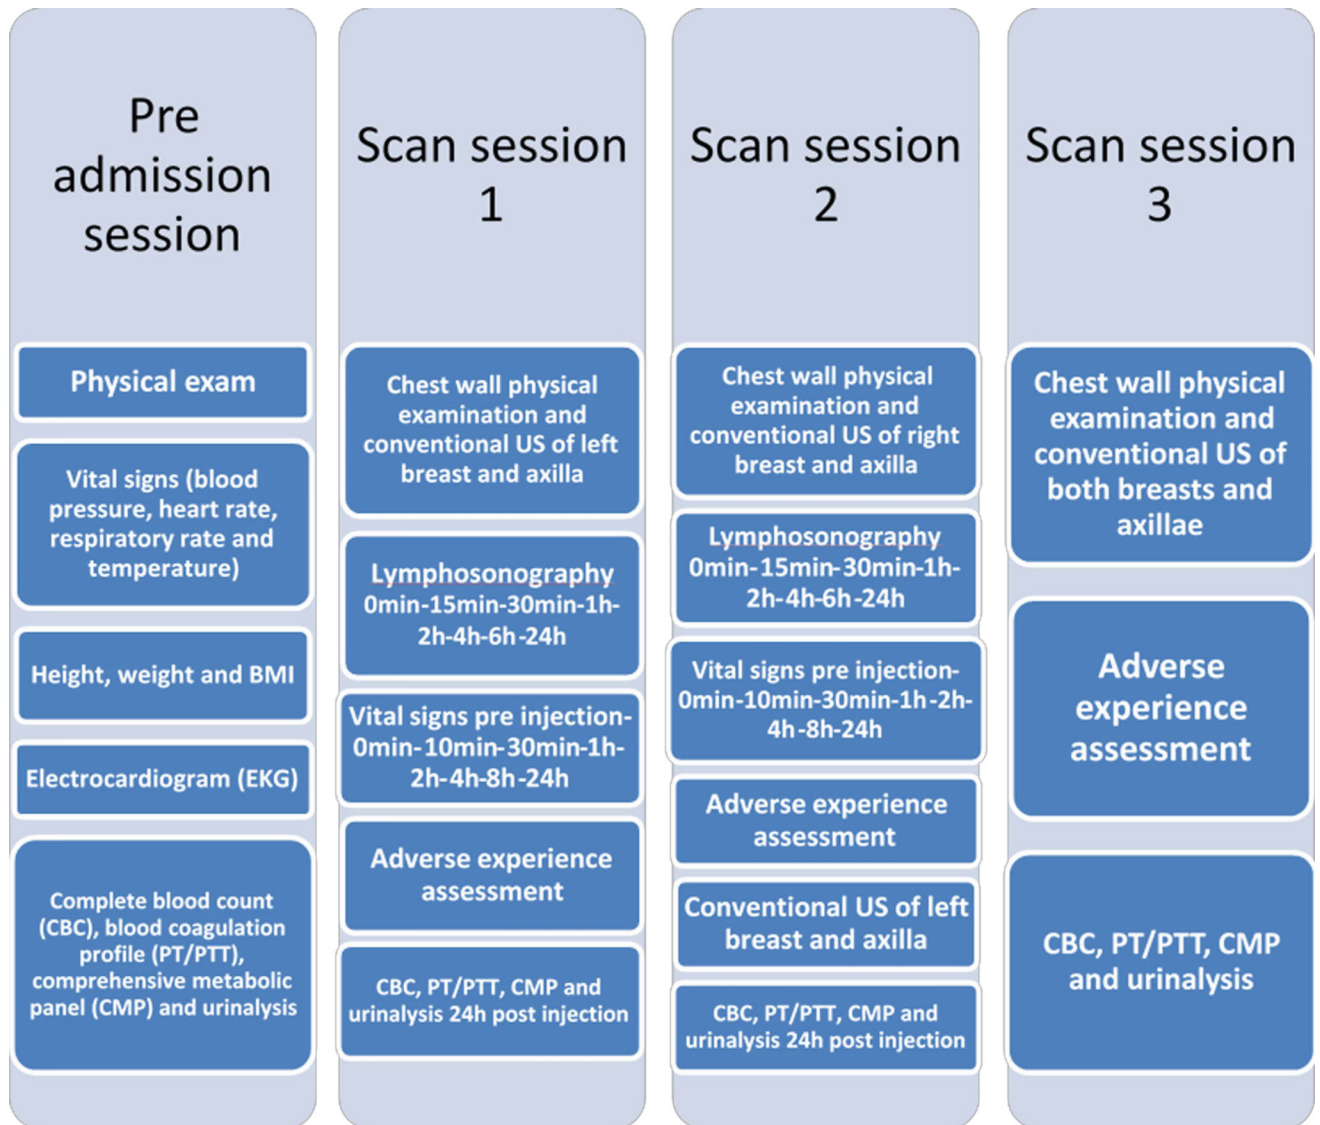 Pre
admission
session
Physical exam
Vital signs (blood
pressure, heart rate,
respiratory rate and
temperature)
Height, weight and BMI
Electrocardiogram (EKG)
Complete blood count
(CBC), blood coagulation
profile (PT/PTT),
comprehensive metabolic
panel (CMP) and urinalysis
Scan session
1
Chest wall physical
examination and
conventional US of left
breast and axilla
Lymphosonography
0min-15min-30min-1h-
2h-4h-6h-24h
Vital signs pre injection-
0min-10min-30min-1h-
2h-4h-8h-24h
Adverse experience
assessment
CBC, PT/PTT, CMP and
urinalysis 24h post injection
Scan session
2
Chest wall physical
examination and
conventional US of right
breast and axilla
Lymphosonography
0min-15min-30min-1h-
2h-4h-6h-24h
Vital signs pre injection-
0min-10min-30min-1h-2h-
4h-8h-24h
Adverse experience
assessment
Conventional US of left
breast and axilla
CBC, PT/PTT, CMP and
urinalysis 24h post injection
Scan session
3
Chest wall physical
examination and
conventional US of
both breasts and
axillae
Adverse
experience
assessment
CBC, PT/PTT, CMP
and urinalysis